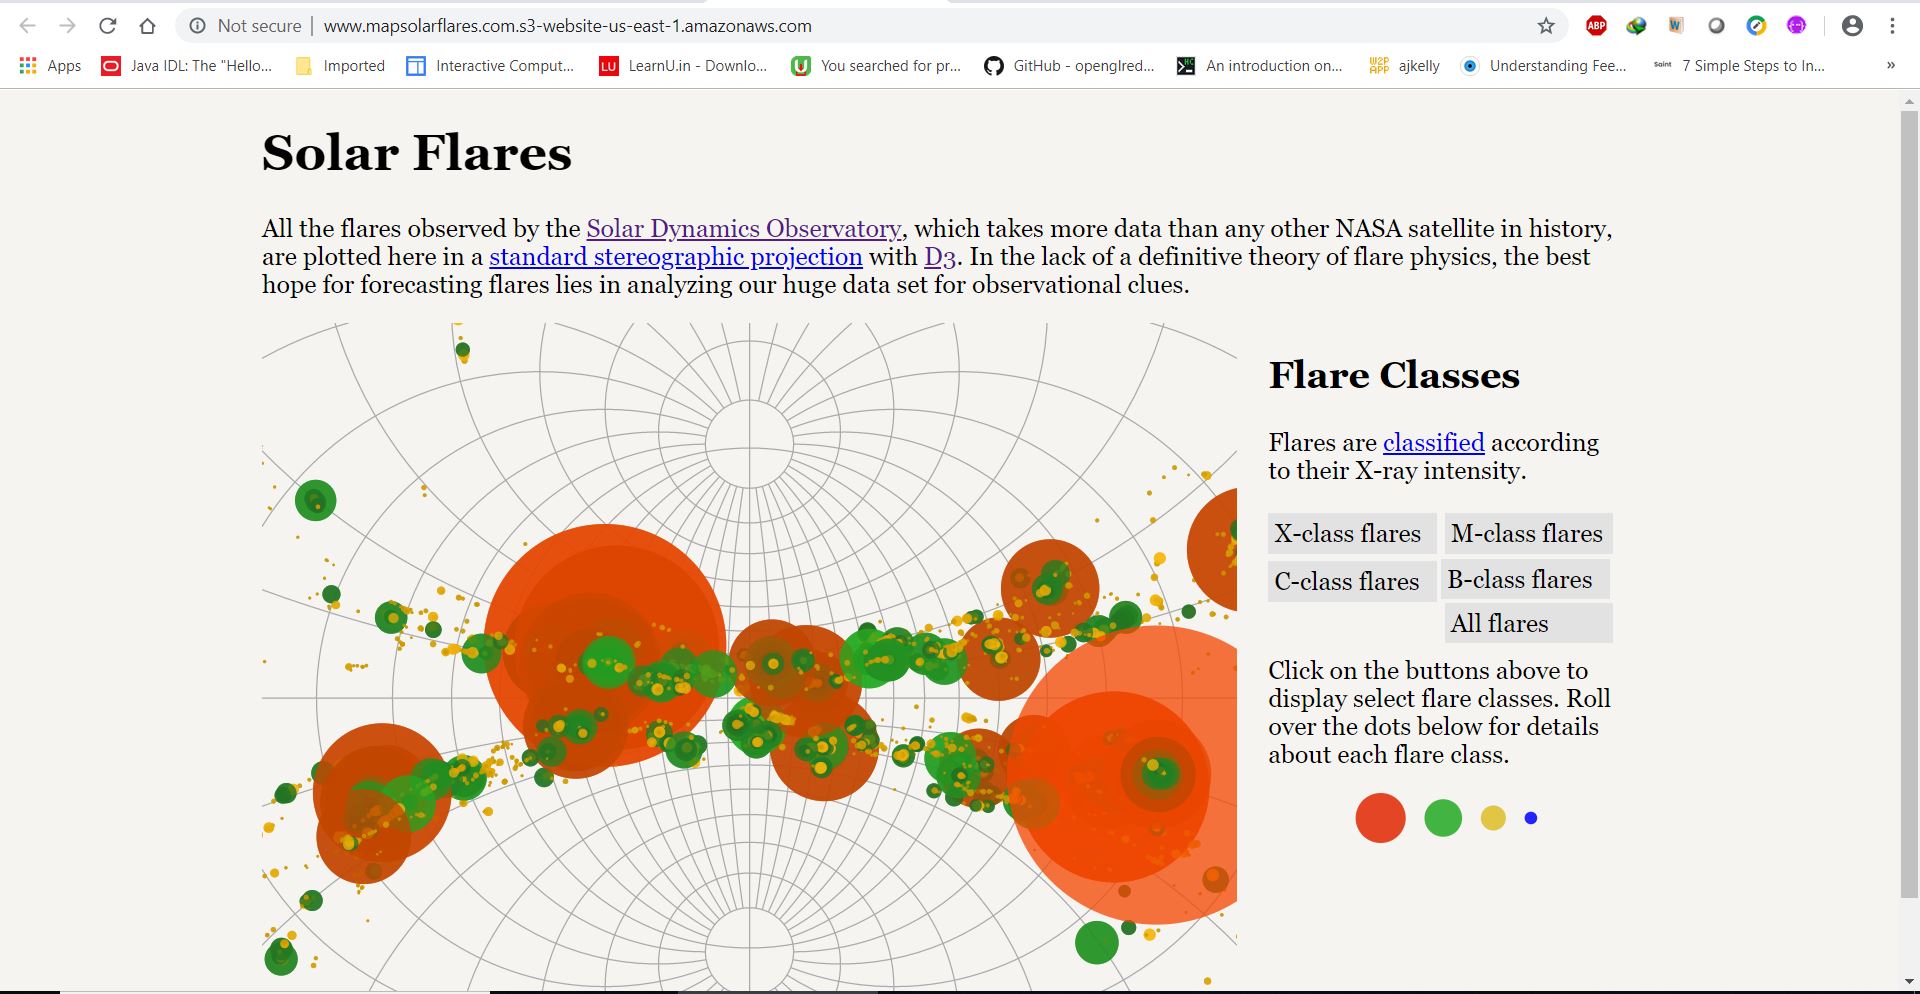 Not secure | www.mapsolarflares.com.s3-website-us-east-1.amazonaws.com
ABP
W
Apps Java IDL: The "Hello... Imported Interactive Comput... LU LearnU.in - Downlo... You searched for pr... GitHub - openglred... HC An introduction on... W2P APP ajkelly Understanding Fee... Saint 7 Simple Steps to In... »
Solar Flares
All the flares observed by the Solar Dynamics Observatory, which takes more data than any other NASA satellite in history,
are plotted here in a standard stereographic projection with D3. In the lack of a definitive theory of flare physics, the best
hope for forecasting flares lies in analyzing our huge data set for observational clues.
Flare Classes
Flares are classified according
to their X-ray intensity.
X-class flares M-class flares
C-class flares B-class flares
All flares
Click on the buttons above to
display select flare classes. Roll
over the dots below for details
about each flare class.